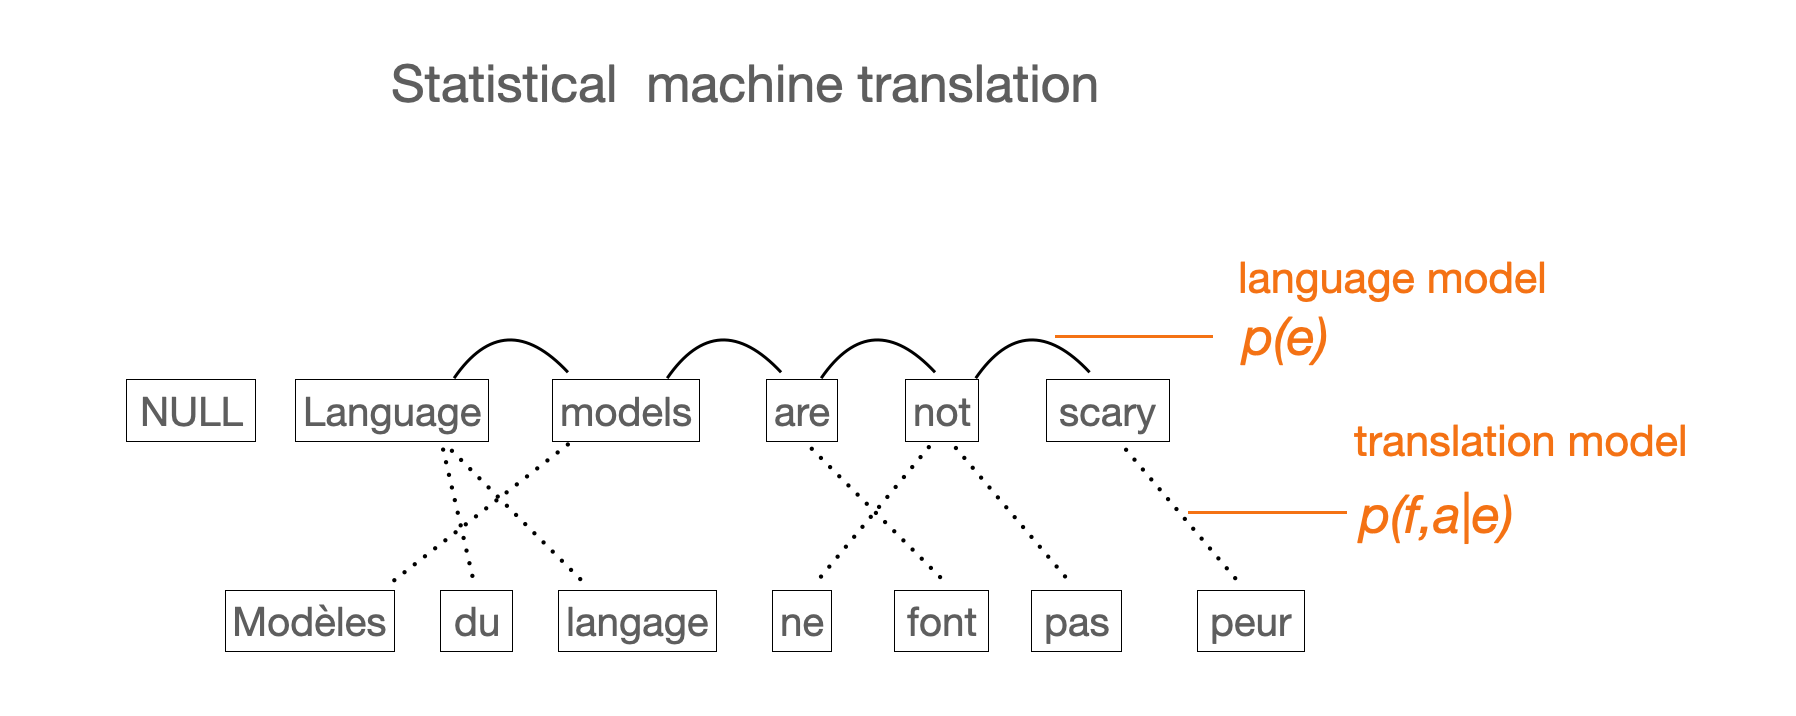 Statistical machine translation
language model
p(e)
NULL Language models are not scary
translation model
p(f,a|e)
Modèles du langage ne font pas peur